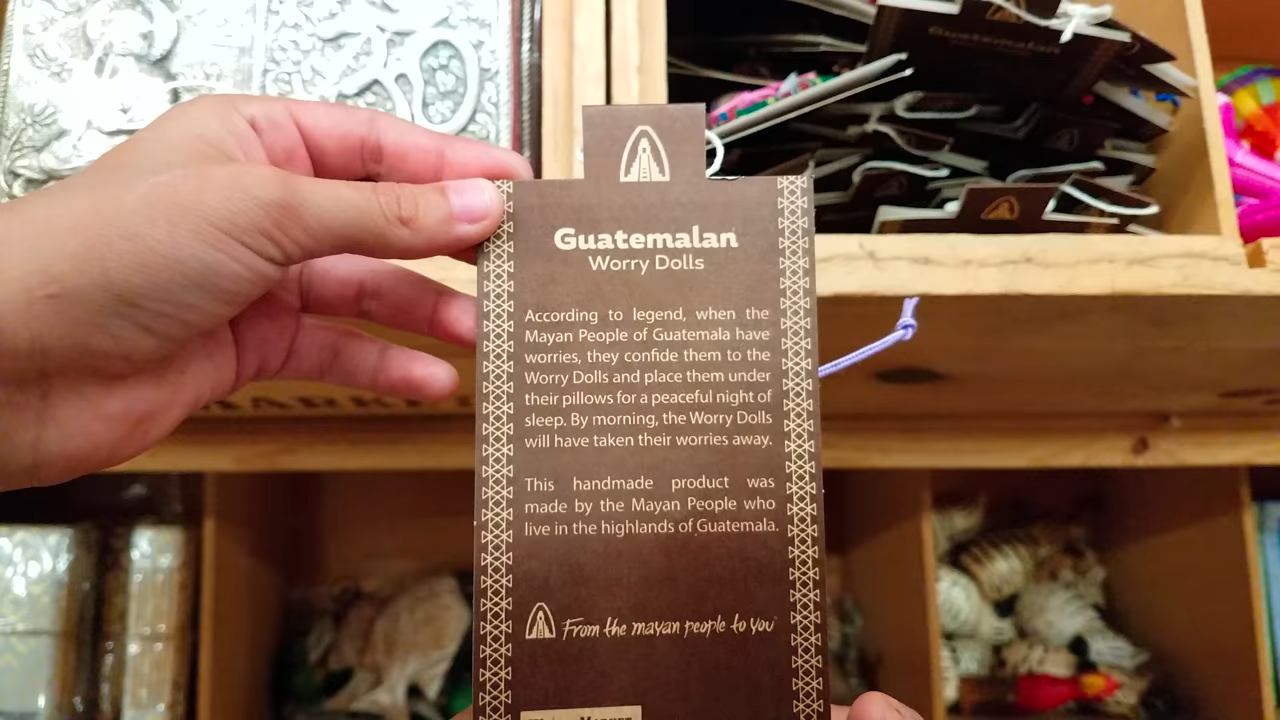 Guatemalan
Guatemalan
Worry Dolls
According to legend, when the
Mayan People of Guatemala have
worries, they confide them to the
Worry Dolls and place them under
their pillows for a peaceful night of
sleep. By morning, the Worry Dolls
will have taken their worries away.
This handmade product was
made by the Mayan People who
live in the highlands of Guatemala.
From the mayan people to you